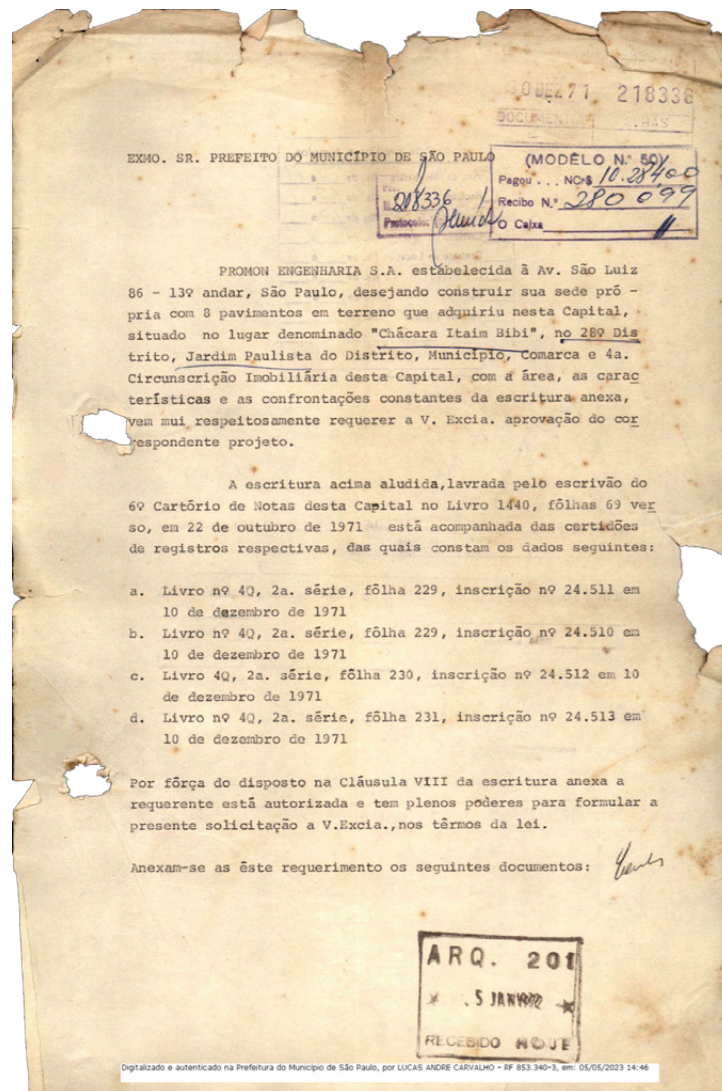 30 DEZ 71 218336
DOCUMENT
EXMO. SR. PREFEITO DO MUNICÍPIO DE SÃO PAULO
(MODÊLO N.º 50)
Pagou . . . NCr$ 10.284,00
218336
Recibo N.º 280099
Protocolo
O Caixa
PROMON ENGENHARIA S.A. estabelecida à Av. São Luiz
86 - 13º andar, São Paulo, desejando construir sua sede pró -
pria com 8 pavimentos em terreno que adquiriu nesta Capital,
situado no lugar denominado "Chácara Itaim Bibi", no 28º Dis
trito, Jardim Paulista do Distrito, Município, Comarca e 4a.
Circunscrição Imobiliária desta Capital, com a área, as carac
terísticas e as confrontações constantes da escritura anexa,
vem mui respeitosamente requerer a V. Excia. aprovação do cor
respondente projeto.
A escritura acima aludida,lavrada pelo escrivão do
6º Cartório de Notas desta Capital no Livro 1440, fôlhas 69 ver
so, em 22 de outubro de 1971 está acompanhada das certidões
de registros respectivas, das quais constam os dados seguintes:
a. Livro nº 4Q, 2a. série, fôlha 229, inscrição nº 24.511 em
10 de dezembro de 1971
b. Livro nº 4Q, 2a. série, fôlha 229, inscrição nº 24.510 em
10 de dezembro de 1971
c. Livro 4Q, 2a. série, fôlha 230, inscrição nº 24.512 em 10
de dezembro de 1971
d. Livro nº 4Q, 2a. série, fôlha 231, inscrição nº 24.513 em
10 de dezembro de 1971
Por fôrça do disposto na Cláusula VIII da escritura anexa a
requerente está autorizada e tem plenos poderes para formular a
presente solicitação a V.Excia.,nos têrmos da lei.
Anexam-se as êste requerimento os seguintes documentos:
ARQ. 201
5 JAN 1972
RECEBIDO HOJE
Digitalizado e autenticado na Prefeitura do Município de São Paulo, por LUCAS ANDRE CARVALHO - RF 853.340-3, em: 05/05/2023 14:46